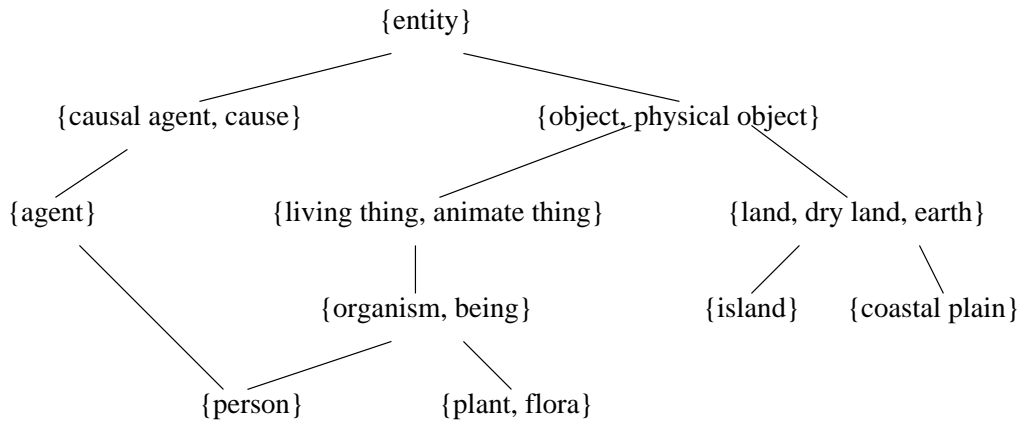 {entity}
{causal agent, cause} {object, physical object}
{agent} {living thing, animate thing} {land, dry land, earth}
{organism, being} {island} {coastal plain}
{person} {plant, flora}